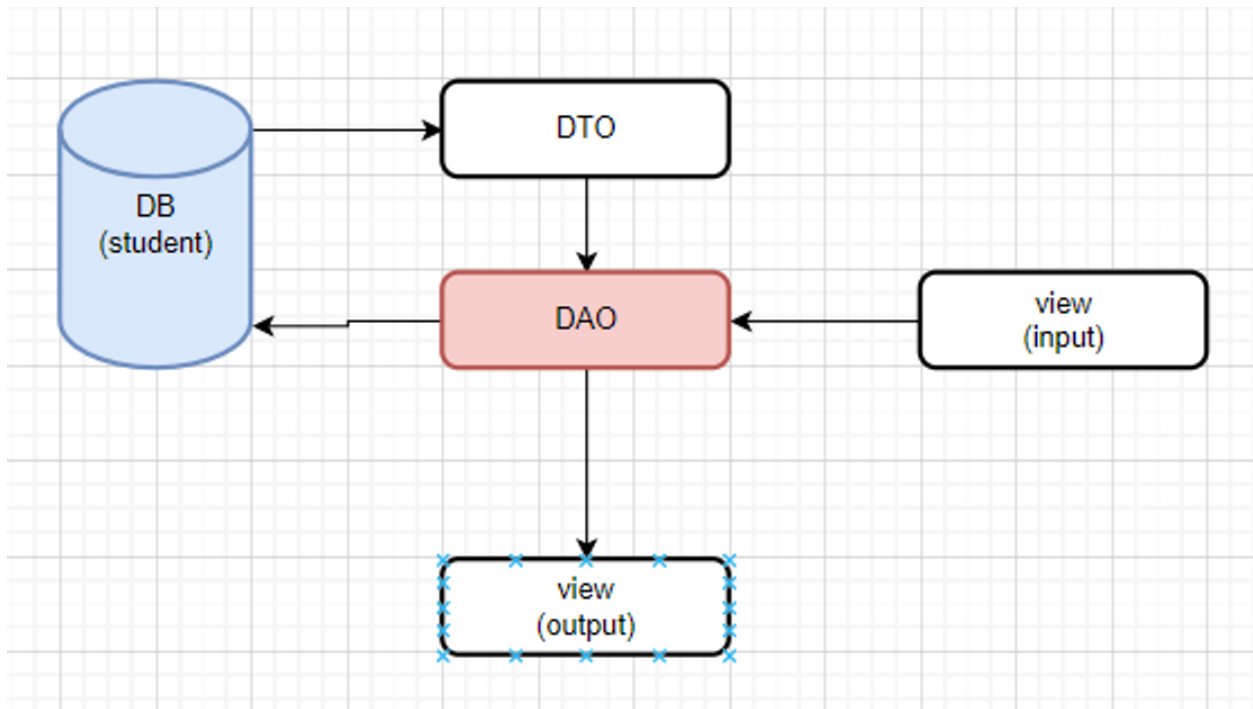 DTO
DB
(student)
DAO
view
(input)
view
(output)